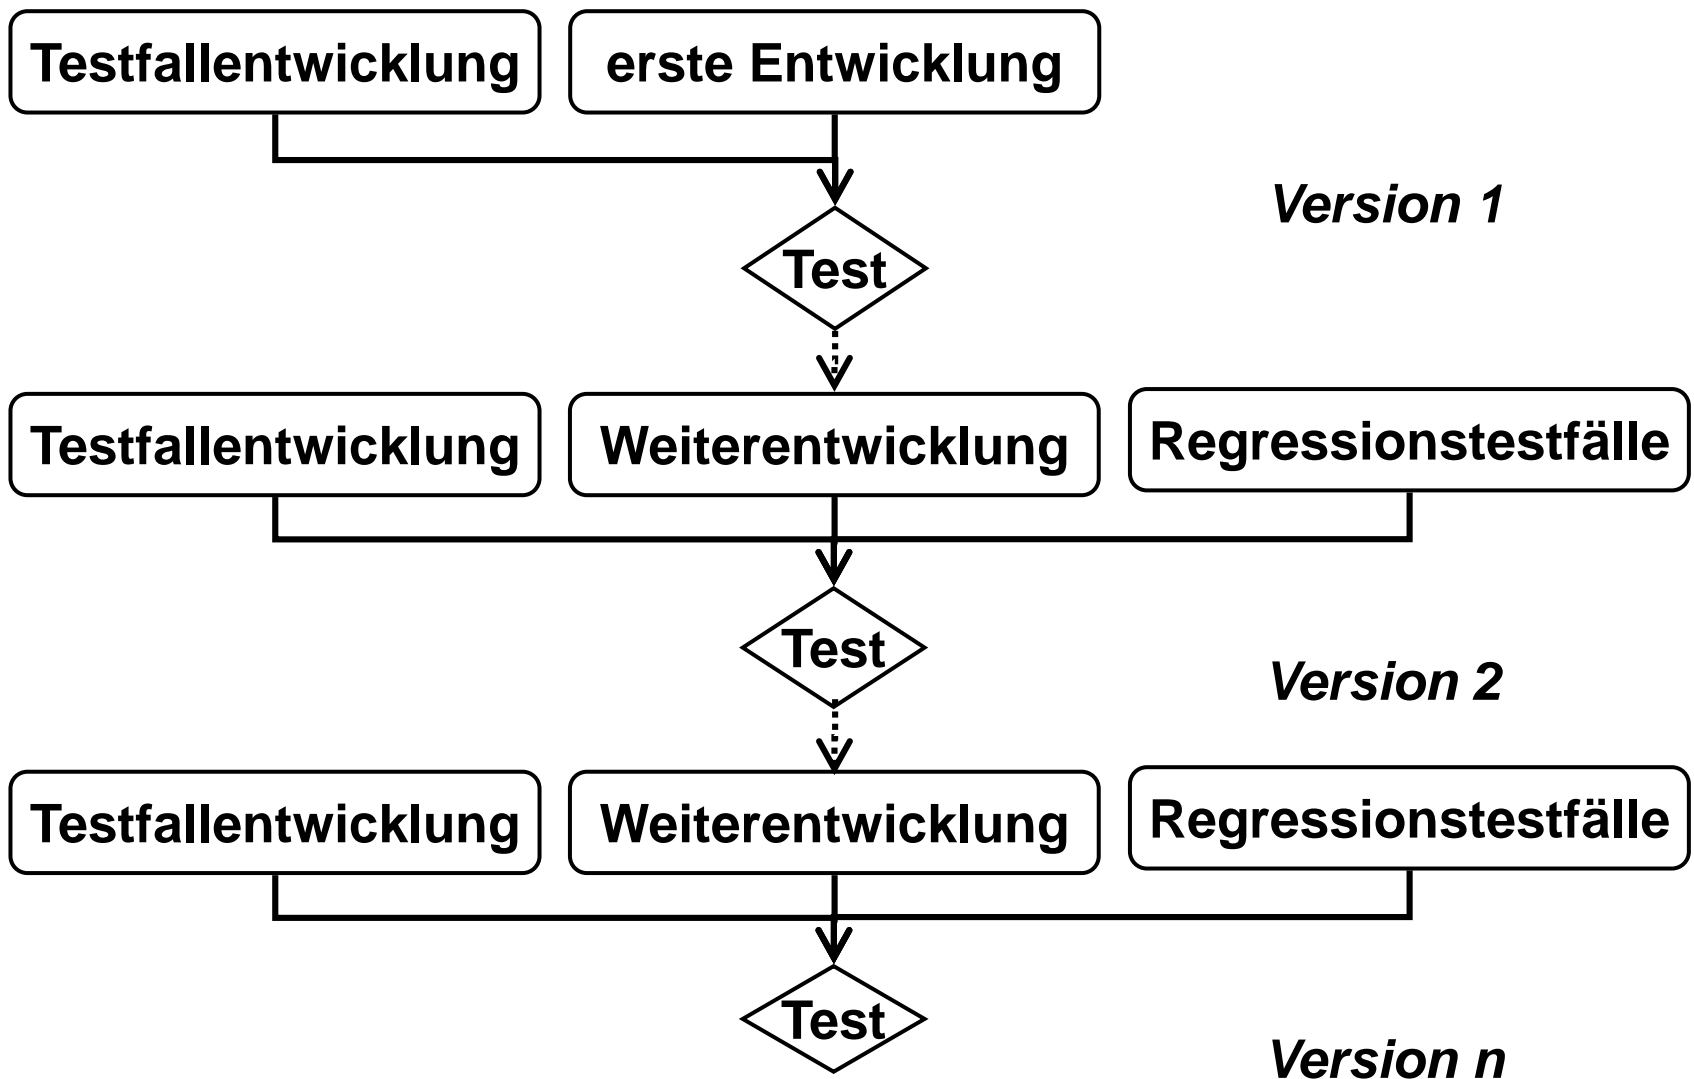 Testfallentwicklung
erste Entwicklung
Version 1
Test
Testfallentwicklung
Weiterentwicklung
Regressionstestfälle
Test
Version 2
Testfallentwicklung
Weiterentwicklung
Regressionstestfälle
Test
Version n